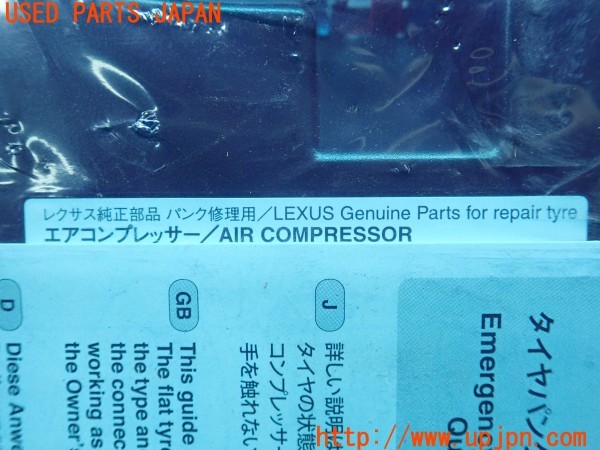 USED PARTS JAPAN
レクサス純正部品 パンク修理用/LEXUS Genuine Parts for repair tyre
エアコンプレッサー/AIR COMPRESSOR
タイヤパン
Emergen
Qu
J
詳しい説明は
タイヤの状態
コンプレッサー
手を触れない
GB
This guide
The flat tyre
the type an
the connec
working as
the Owner's
D
Diese Anwe
http://www.upjpn.com